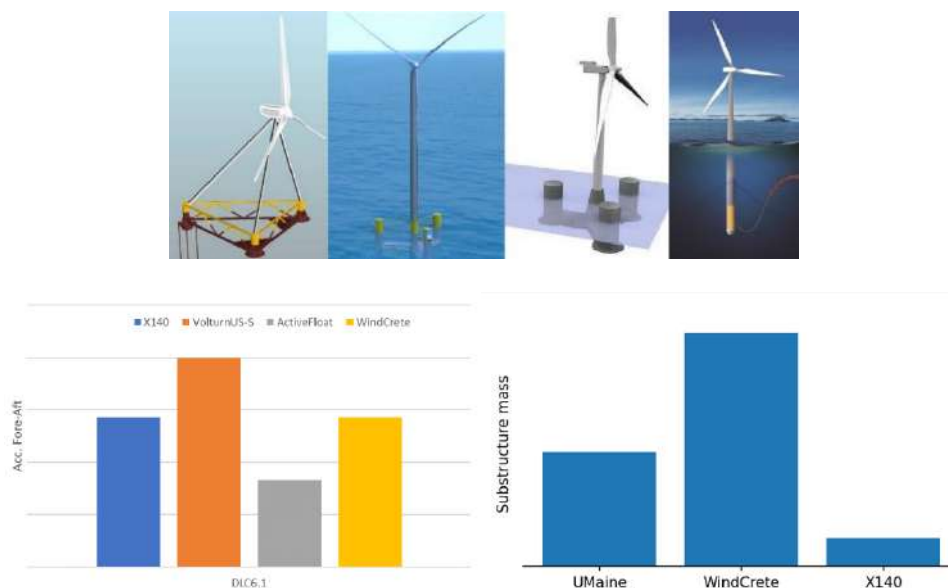 X140 VolturnUS-S ActiveFloat WindCrete
Acc. Fore-Aft
DLC6.1
Substructure mass
UMaine WindCrete X140